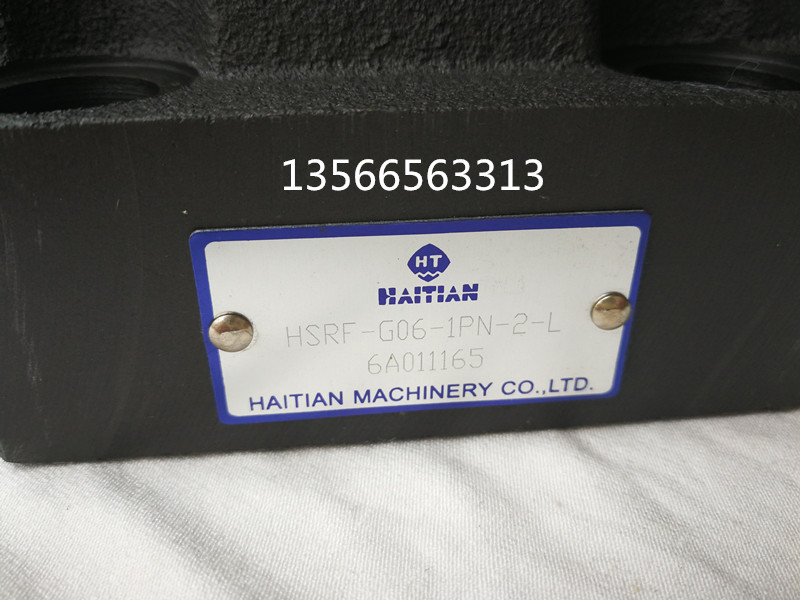 13566563313
HT
HAITIAN
HSRF-G06-1PN-2-L
6A011165
HAITIAN MACHINERY CO.,LTD.